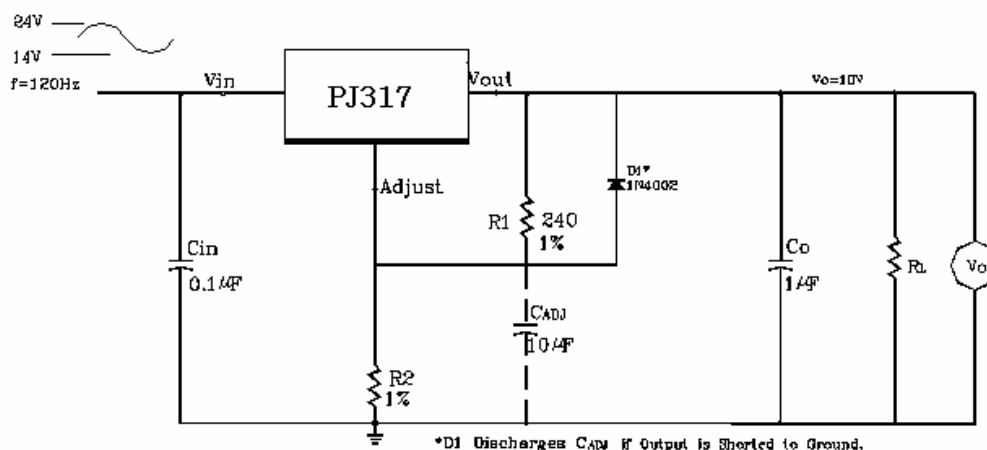 24V
14V
f=120Hz
Vin
PJ317
Vout
Vo=10V
Adjust
D1*
1N4002
R1
240
1%
Cin
0.1μF
CADJ
10μF
Co
1μF
RL
Vo
R2
1%
*D1 Discharges CADJ if Output is Shorted to Ground.